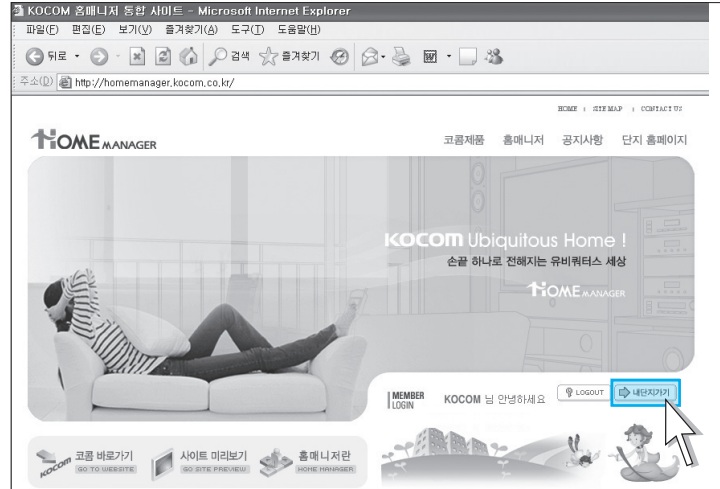 KOCOM 홈매니저 통합 사이트 - Microsoft Internet Explorer
파일(F) 편집(E) 보기(V) 즐겨찾기(A) 도구(T) 도움말(H)
뒤로 검색 즐겨찾기
주소(D) http://homemanager.kocom.co.kr/
HOME : SITEMAP : CONTACT US
HOME MANAGER
코콤제품 홈매니저 공지사항 단지 홈페이지
KOCOM Ubiquitous Home !
손끝 하나로 전해지는 유비쿼터스 세상
HOME MANAGER
MEMBER LOGIN
KOCOM 님 안녕하세요
LOGOUT
내단지가기
KOCOM
코콤 바로가기
GO TO WEBSITE
사이트 미리보기
GO SITE PREVIEW
홈매니저란
HOME MANAGER